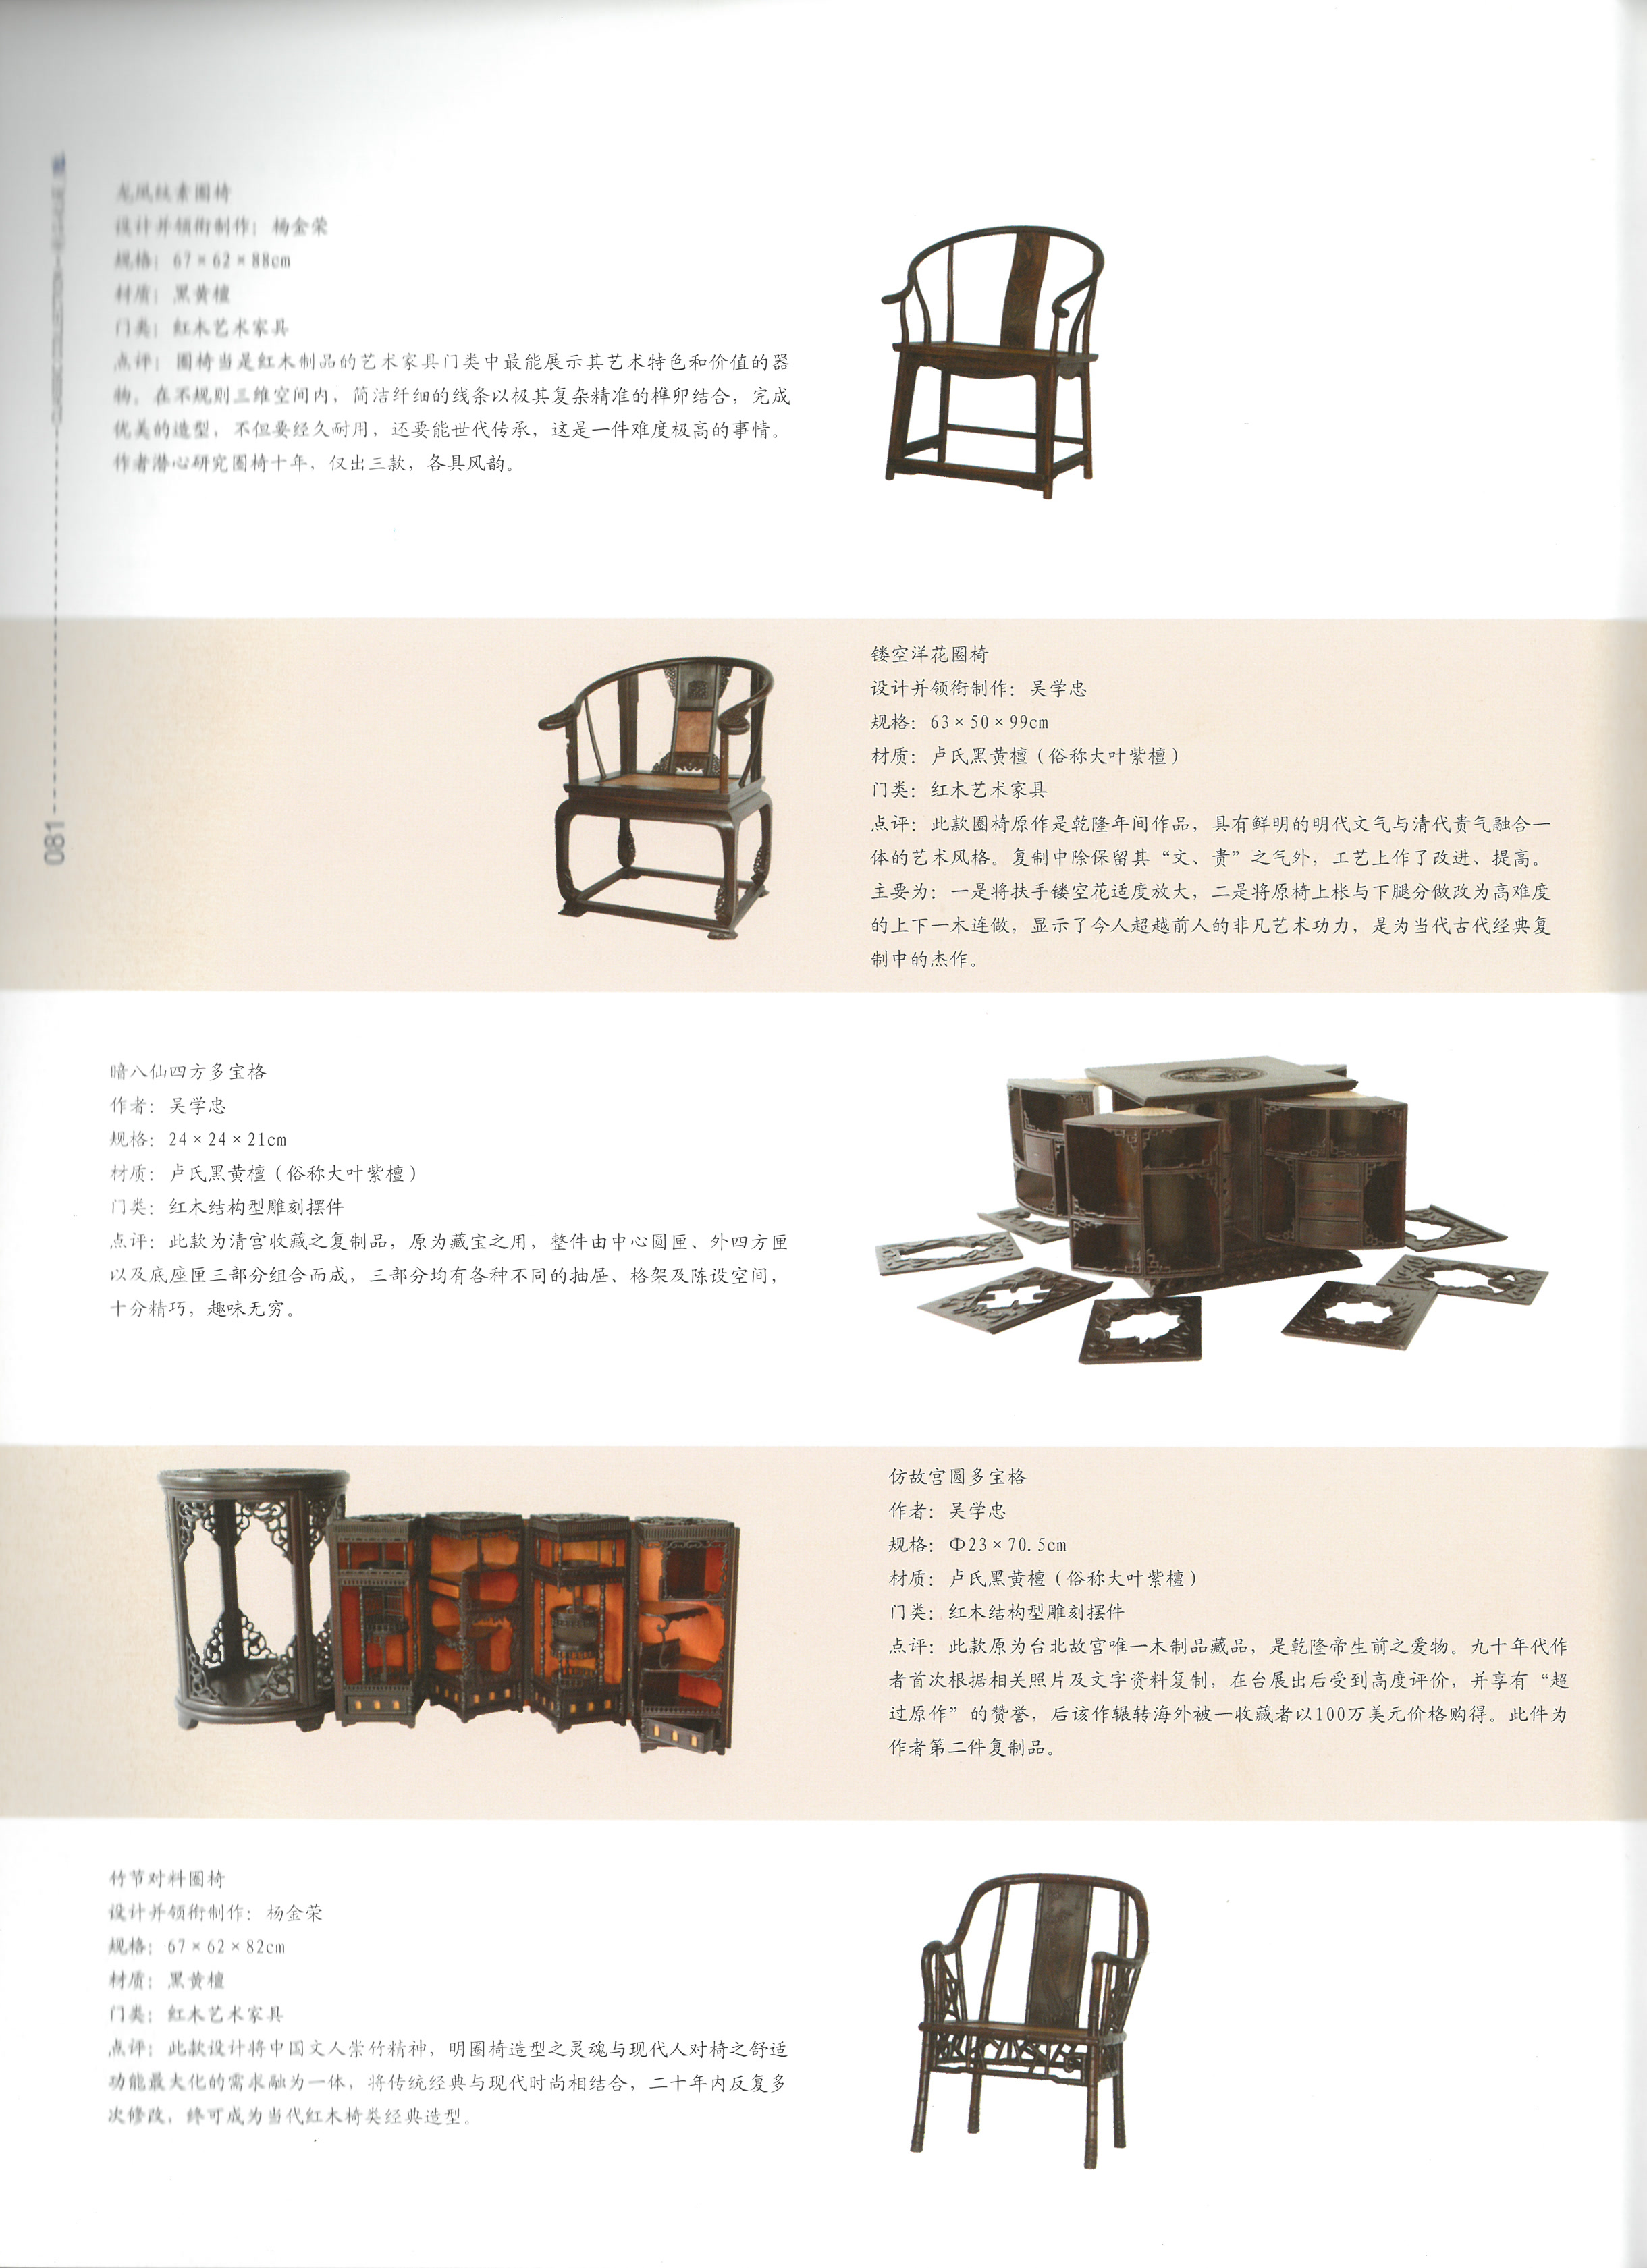 龙凤纹素圈椅
设计并领衔制作：杨金荣
规格：67×62×88cm
材质：黑黄檀
门类：红木艺术家具
点评：圈椅当是红木制品的艺术家具门类中最能展示其艺术特色和价值的器
物。在不规则三维空间内，简洁纤细的线条以极其复杂精准的榫卯结合，完成
优美的造型，不但要经久耐用，还要能世代传承，这是一件难度极高的事情。
作者潜心研究圈椅十年，仅出三款，各具风韵。
镂空洋花圈椅
设计并领衔制作：吴学忠
规格：63×50×99cm
材质：卢氏黑黄檀（俗称大叶紫檀）
门类：红木艺术家具
点评：此款圈椅原作是乾隆年间作品，具有鲜明的明代文气与清代贵气融合一
体的艺术风格。复制中除保留其“文、贵”之气外，工艺上作了改进、提高。
主要为：一是将扶手镂空花适度放大，二是将原椅上枨与下腿分做改为高难度
的上下一木连做，显示了今人超越前人的非凡艺术功力，是为当代古代经典复
制中的杰作。
暗八仙四方多宝格
作者：吴学忠
规格：24×24×21cm
材质：卢氏黑黄檀（俗称大叶紫檀）
门类：红木结构型雕刻摆件
点评：此款为清宫收藏之复制品，原为藏宝之用，整件由中心圆匣、外四方匣
以及底座匣三部分组合而成，三部分均有各种不同的抽屉、格架及陈设空间，
十分精巧，趣味无穷。
仿故宫圆多宝格
作者：吴学忠
规格：Φ23×70.5cm
材质：卢氏黑黄檀（俗称大叶紫檀）
门类：红木结构型雕刻摆件
点评：此款原为台北故宫唯一木制品藏品，是乾隆帝生前之爱物。九十年代作
者首次根据相关照片及文字资料复制，在台展出后受到高度评价，并享有“超
过原作”的赞誉，后该作辗转海外被一收藏者以100万美元价格购得。此件为
作者第二件复制品。
竹节对料圈椅
设计并领衔制作：杨金荣
规格：67×62×82cm
材质：黑黄檀
门类：红木艺术家具
点评：此款设计将中国文人崇竹精神，明圈椅造型之灵魂与现代人对椅之舒适
功能最大化的需求融为一体，将传统经典与现代时尚相结合，二十年内反复多
次修改，终可成为当代红木椅类经典造型。
081